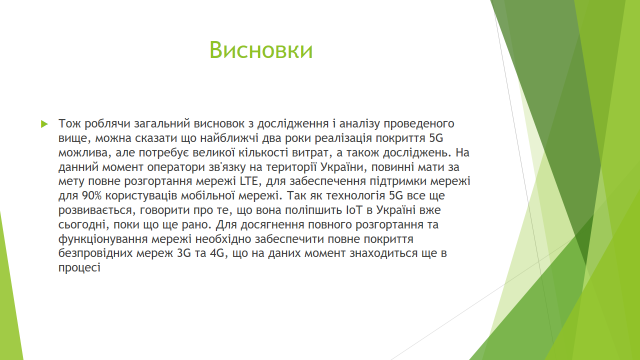 Висновки
Тож роблячи загальний висновок з дослідження і аналізу проведеного
вище, можна сказати що найближчі два роки реалізація покриття 5G
можлива, але потребує великої кількості витрат, а також досліджень. На
данний момент оператори зв'язку на території України, повинні мати за
мету повне розгортання мережі LTE, для забезпечення підтримки мережі
для 90% користувачів мобільної мережі. Так як технологія 5G все ще
розвивається, говорити про те, що вона поліпшить IoT в Україні вже
сьогодні, поки що ще рано. Для досягнення повного розгортання та
функціонування мережі необхідно забезпечити повне покриття
безпровідних мереж 3G та 4G, що на даних момент знаходиться ще в
процесі